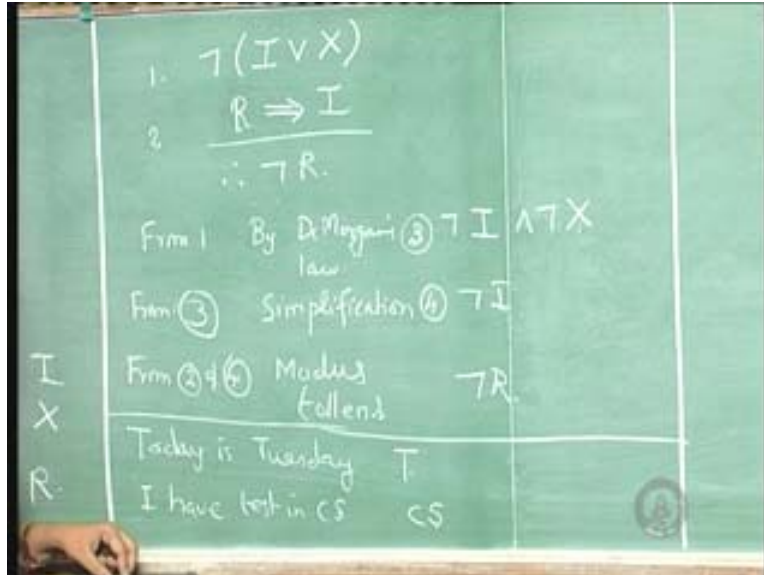 1. ¬(I ∨ X)
2 R ⇒ I
∴ ¬R.
From 1 By DeMorgan's ③ ¬I ∧ ¬X
law.
From ③ Simplification ④ ¬I
From ② & ④ Modus ¬R.
tollens
Today is Tuesday T
I have test in CS CS
I
X
R.